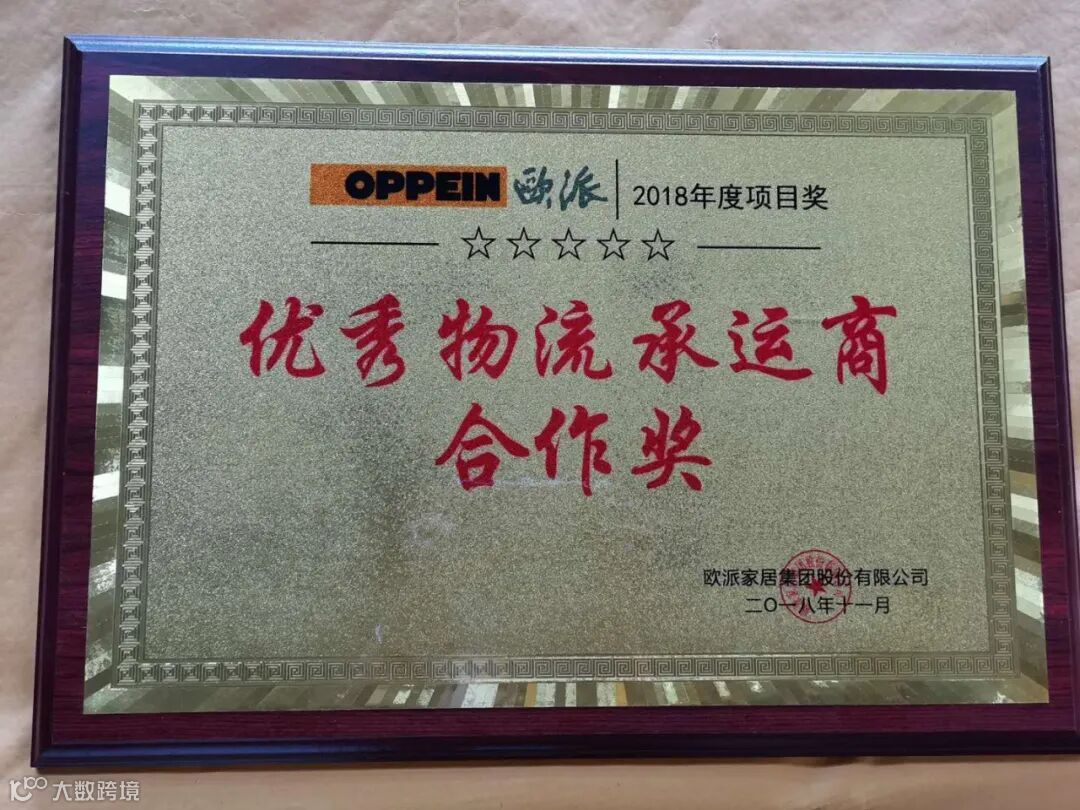 OPPEIN 欧派 2018年度项目奖
☆☆☆☆☆
优秀物流承运商
合作奖
欧派家居集团股份有限公司
二〇一八年十一月
大数跨境